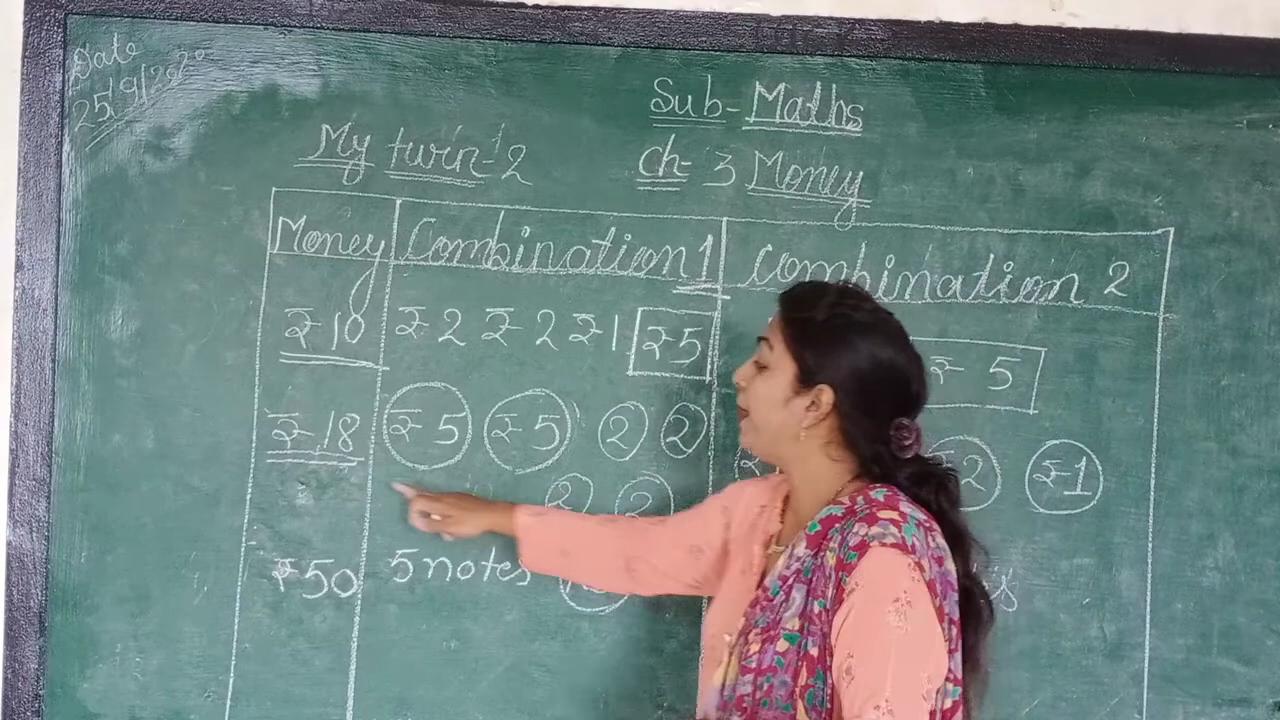 Date
25/9/2020
Sub- Maths
My twin-2
Ch- 3 Money
Money Combination 1 Combination 2
₹10 ₹2 ₹2 ₹1 ₹5 ₹5
₹18 ₹5 ₹5 2 2 ₹2 ₹1
2 2
₹50 5 notes